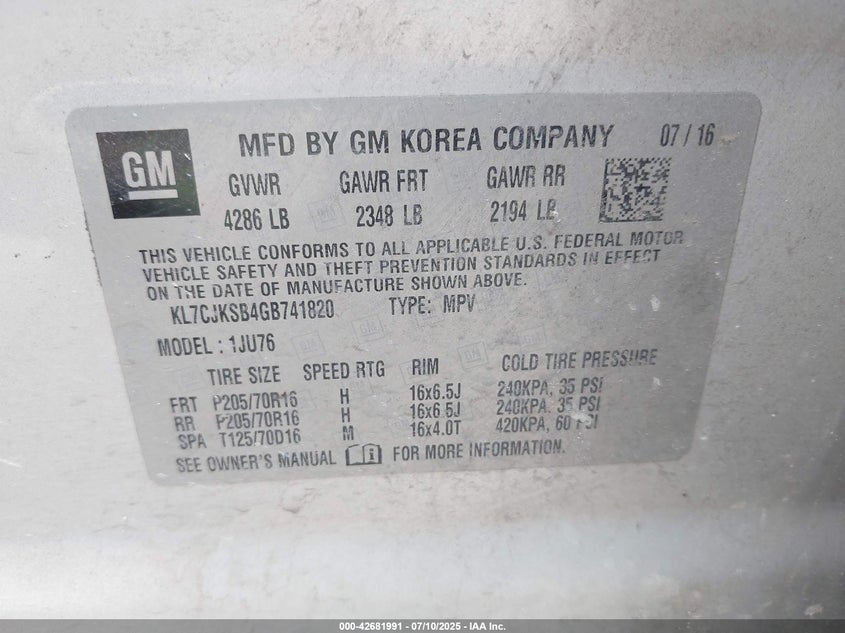 GM
MFD BY GM KOREA COMPANY 07 / 16
GVWR GAWR FRT GAWR RR
4286 LB 2348 LB 2194 LB
THIS VEHICLE CONFORMS TO ALL APPLICABLE U.S. FEDERAL MOTOR
VEHICLE SAFETY AND THEFT PREVENTION STANDARDS IN EFFECT
ON THE DATE OF MANUFACTURE SHOWN ABOVE.
KL7CJKSB4GB741820 TYPE: MPV
MODEL : 1JU76
TIRE SIZE SPEED RTG RIM COLD TIRE PRESSURE
FRT P205/70R16 H 16x6.5J 240KPA, 35 PSI
RR P205/70R16 H 16x6.5J 240KPA. 35 PSI
SPA T125/70D16 M 16x4.0T 420KPA, 60 PSI
SEE OWNER'S MANUAL FOR MORE INFORMATION.
000-42681991 - 07/10/2025 - IAA Inc.